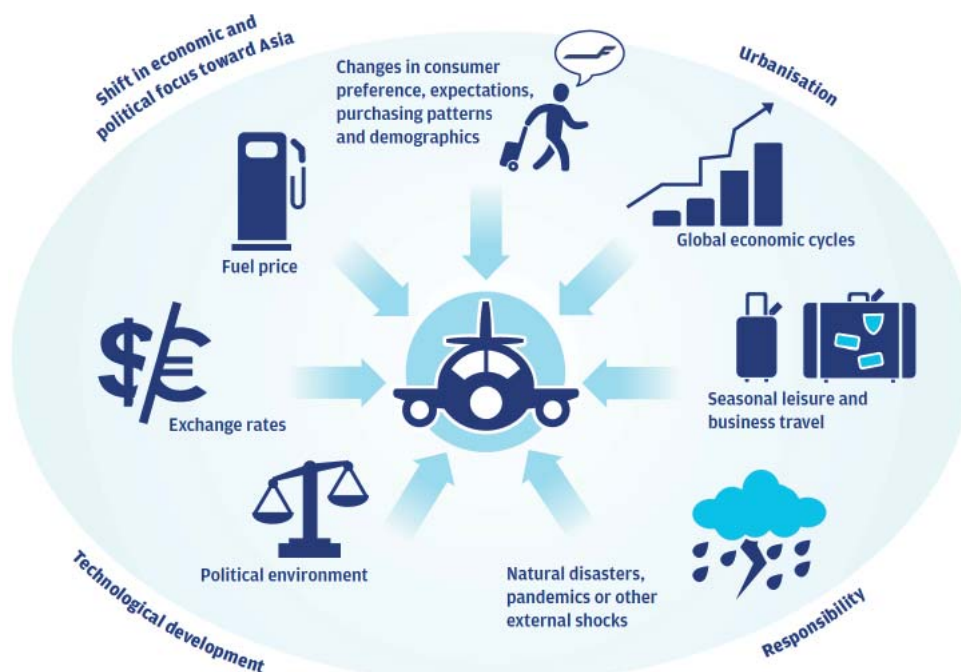 Shift in economic and
political focus toward Asia
Changes in consumer
preference, expectations,
purchasing patterns
and demographics
Urbanisation
Fuel price
Global economic cycles
$/€
Exchange rates
Seasonal leisure and
business travel
Political environment
Natural disasters,
pandemics or other
external shocks
Technological development
Responsibility